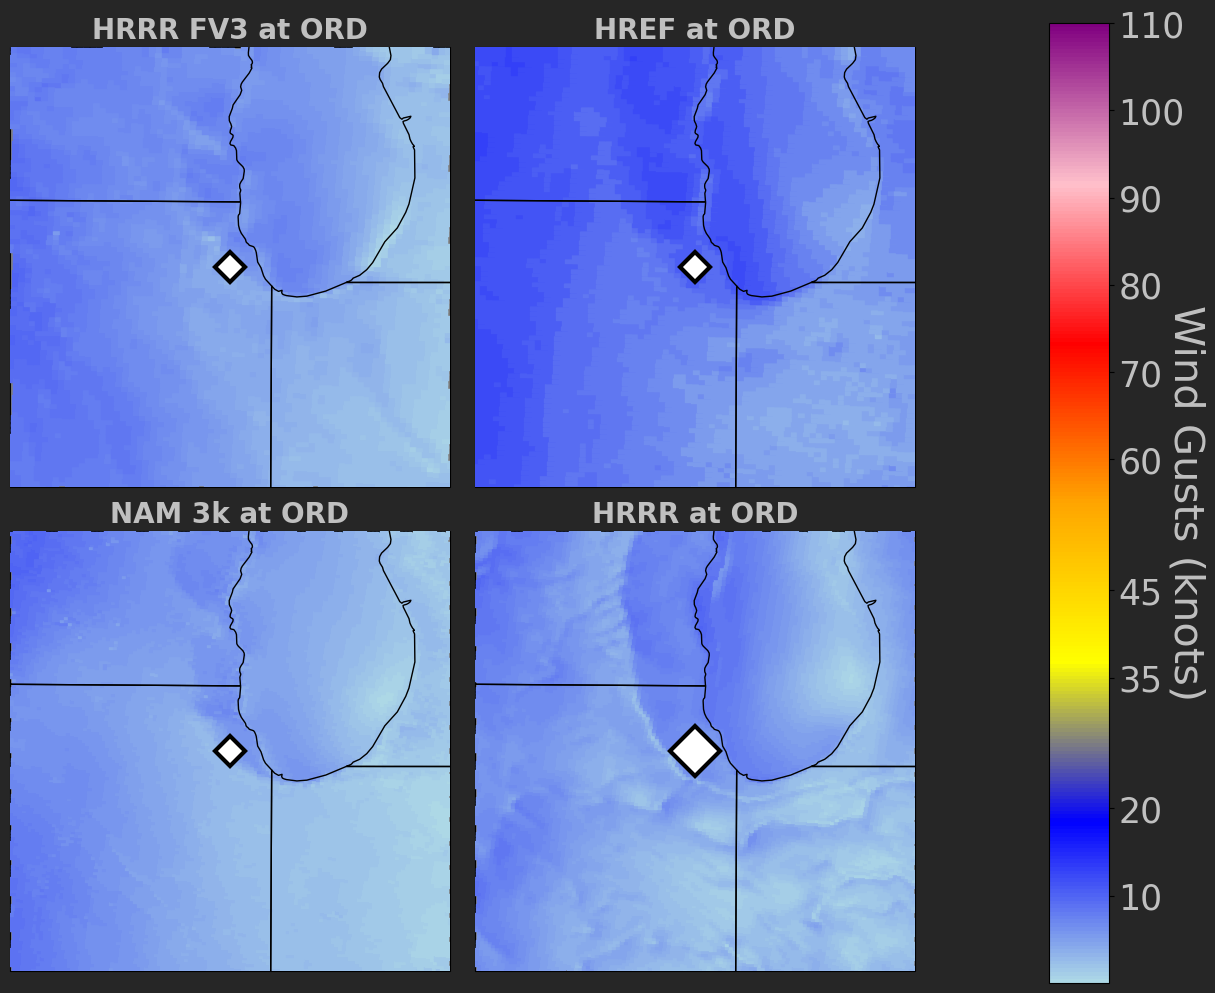 HRRR FV3 at ORD
HREF at ORD
NAM 3k at ORD
HRRR at ORD
110
100
90
80
70
60
45
35
20
10
Wind Gusts (knots)